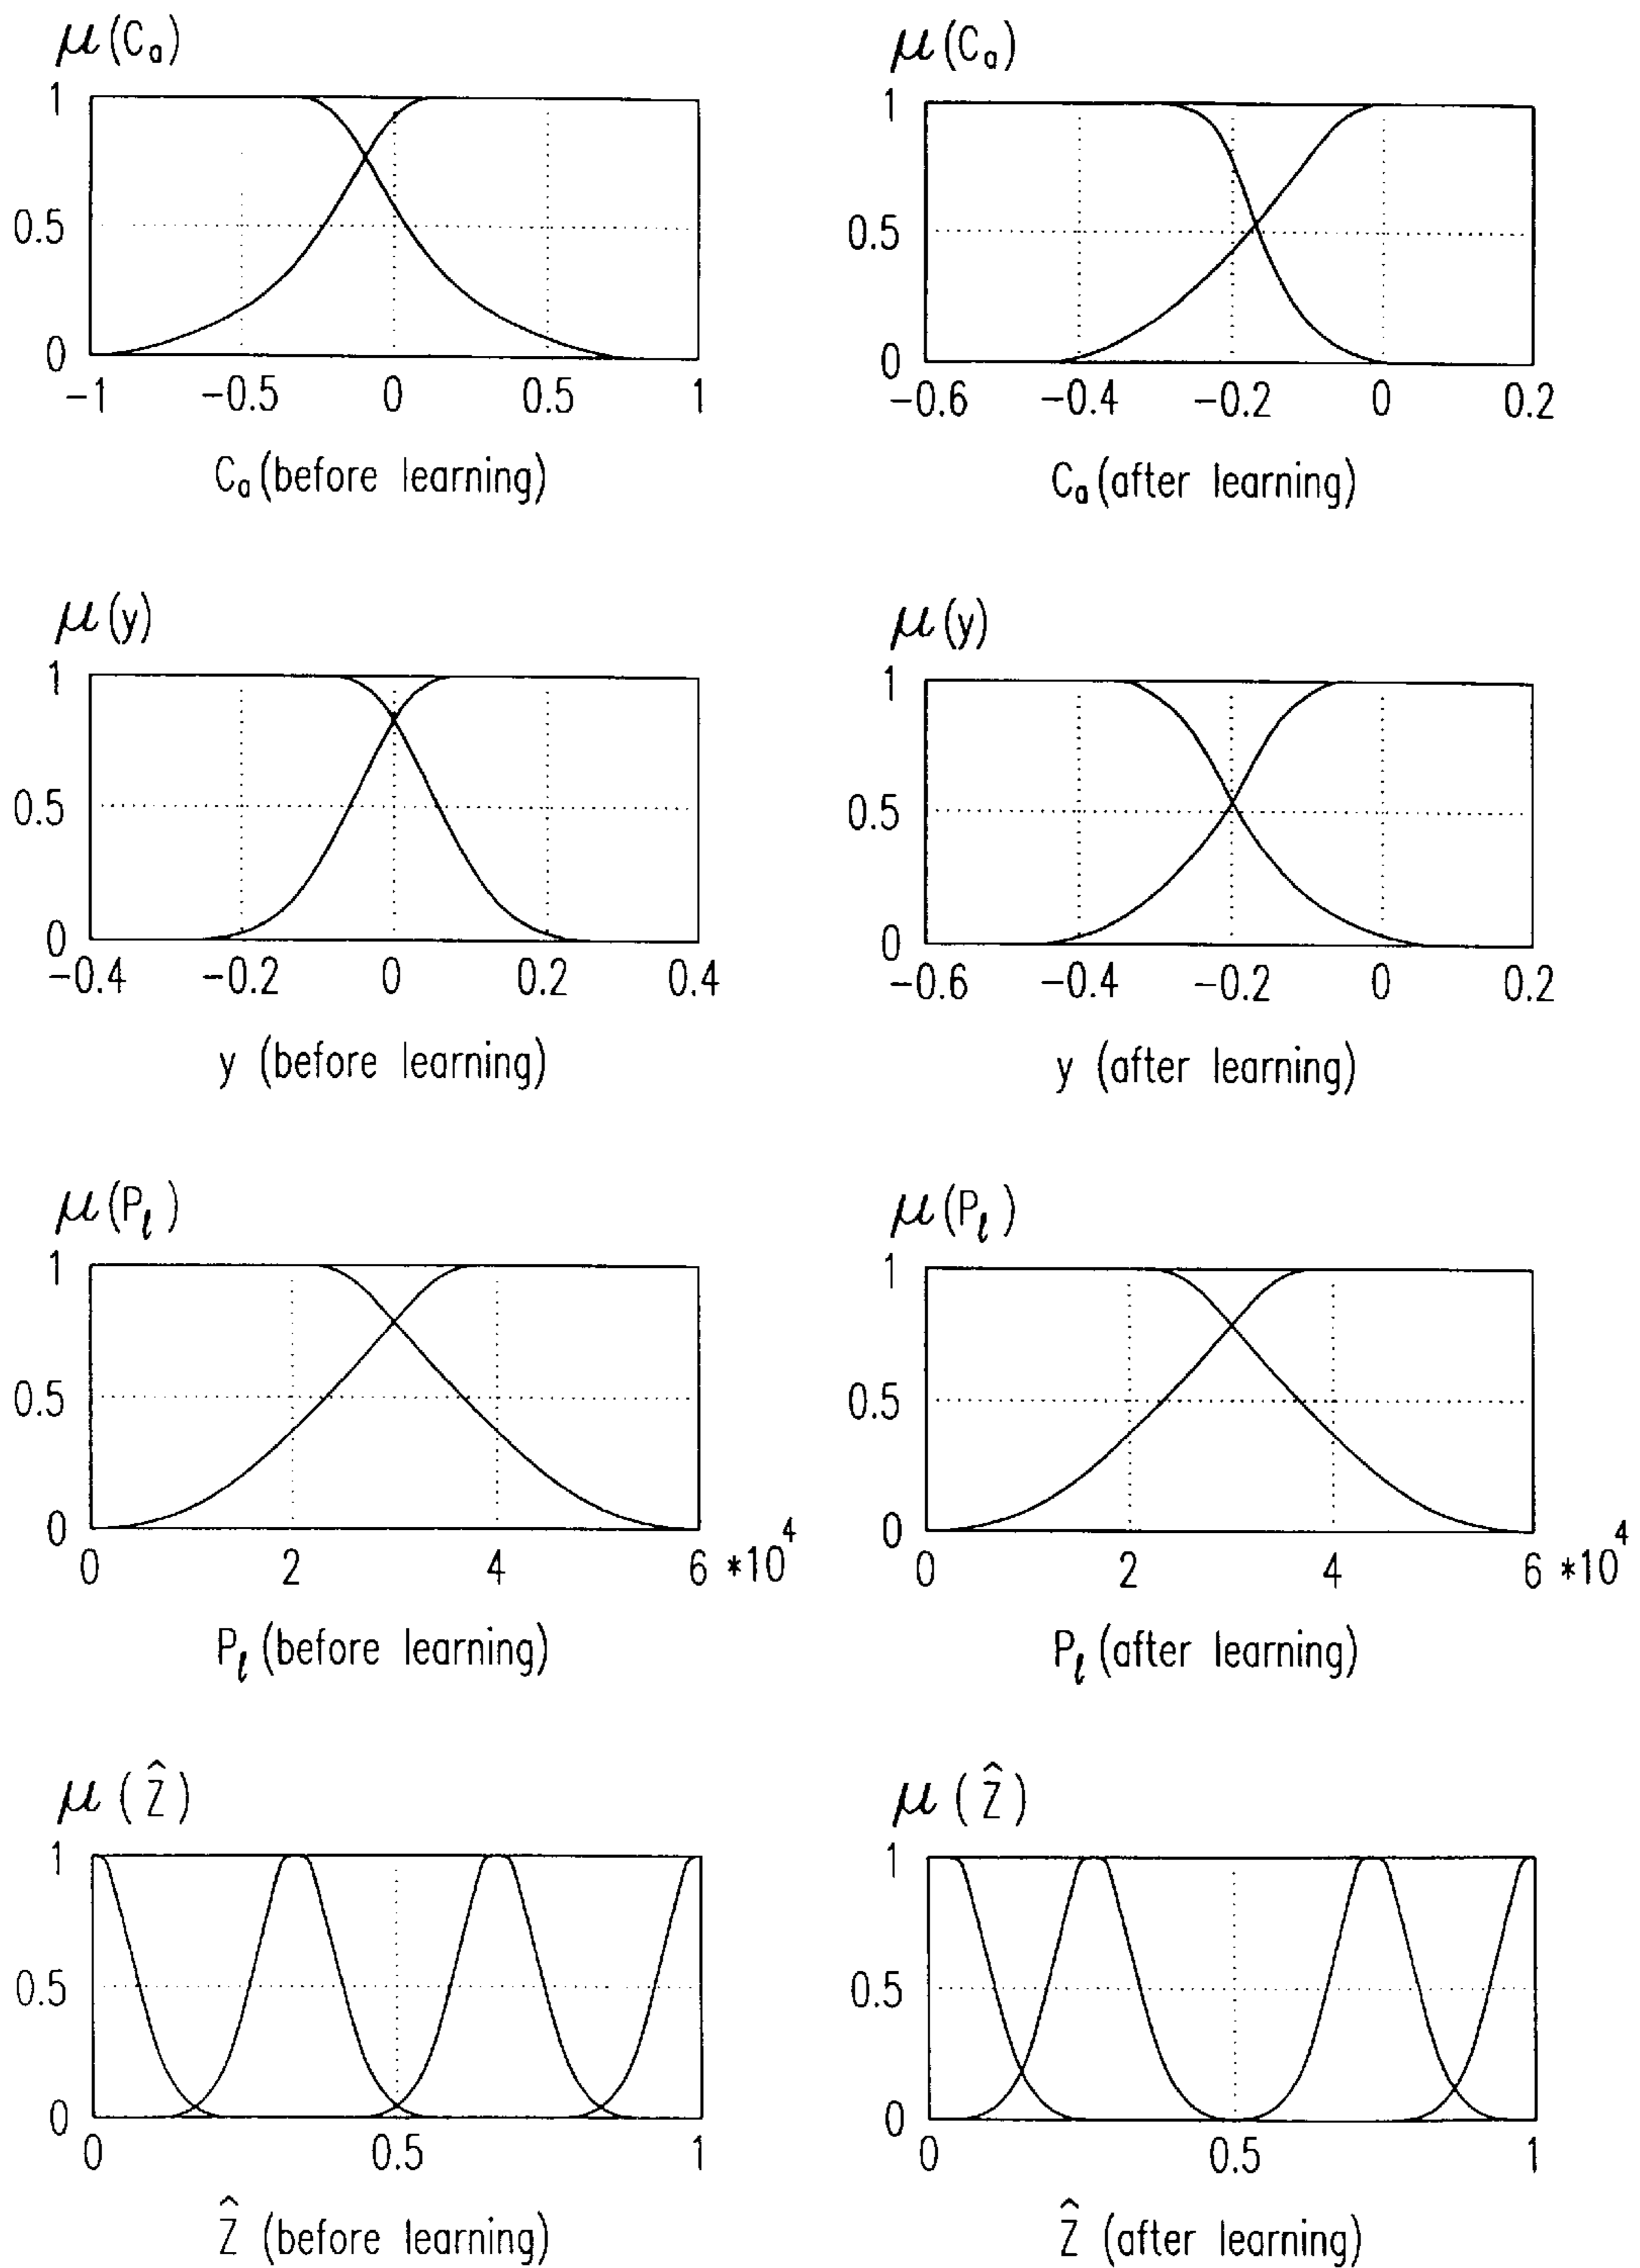 μ(Ca)
1
0.5
0
-1 -0.5 0 0.5 1
Ca (before learning)
μ(Ca)
1
0.5
0
-0.6 -0.4 -0.2 0 0.2
Ca (after learning)
μ(y)
1
0.5
0
-0.4 -0.2 0 0.2 0.4
y (before learning)
μ(y)
1
0.5
0
-0.6 -0.4 -0.2 0 0.2
y (after learning)
μ(Pℓ)
1
0.5
0
0 2 4 6 *10⁴
Pℓ (before learning)
μ(Pℓ)
1
0.5
0
0 2 4 6 *10⁴
Pℓ (after learning)
μ(Ẑ)
1
0.5
0
0 0.5 1
Ẑ (before learning)
μ(Ẑ)
1
0.5
0
0 0.5 1
Ẑ (after learning)